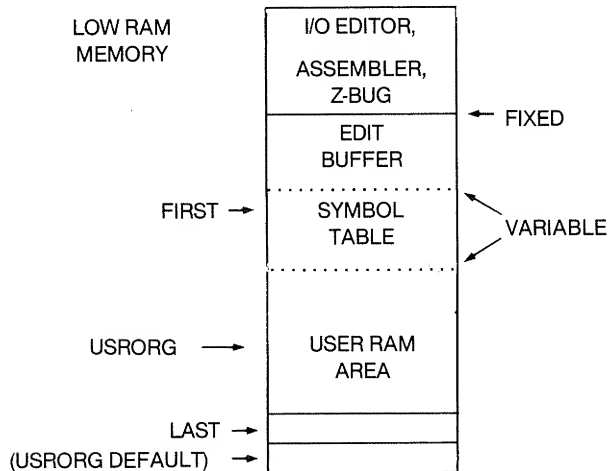 LOW RAM
MEMORY
I/O EDITOR,
ASSEMBLER,
Z-BUG
FIXED
EDIT
BUFFER
FIRST
SYMBOL
TABLE
VARIABLE
USRORG
USER RAM
AREA
LAST
(USRORG DEFAULT)